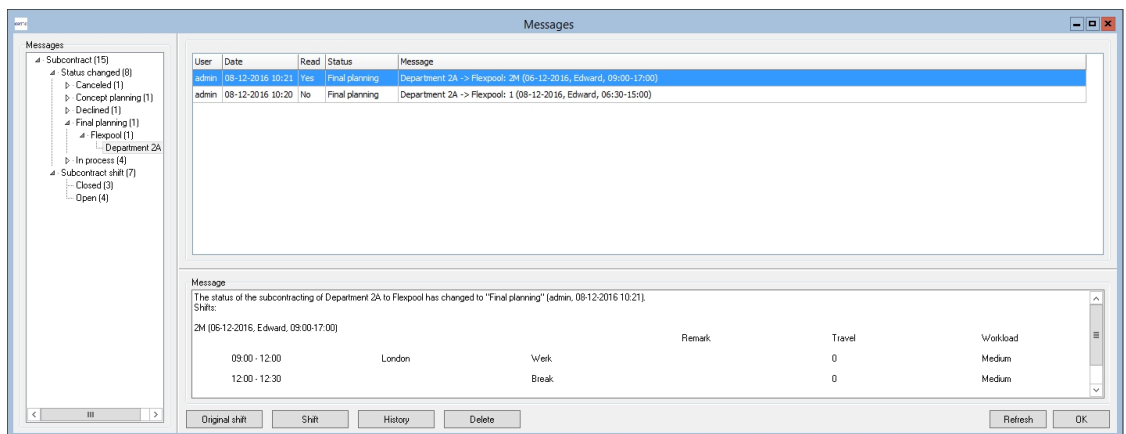 Messages
Messages
Subcontract (15)
Status changed (8)
Canceled (1)
Concept planning (1)
Declined (1)
Final planning (1)
Flexpool (1)
Department 2A
In process (4)
Subcontract shift (7)
Closed (3)
Open (4)
User Date Read Status Message
admin 08-12-2016 10:21 Yes Final planning Department 2A -> Flexpool: 2M (06-12-2016, Edward, 09:00-17:00)
admin 08-12-2016 10:20 No Final planning Department 2A -> Flexpool: 1 (08-12-2016, Edward, 06:30-15:00)
Message
The status of the subcontracting of Department 2A to Flexpool has changed to "Final planning" (admin, 08-12-2016 10:21).
Shifts:
2M (06-12-2016, Edward, 09:00-17:00)
Remark Travel Workload
09:00 - 12:00 London Werk 0 Medium
12:00 - 12:30 Break 0 Medium
Original shift Shift History Delete Refresh OK